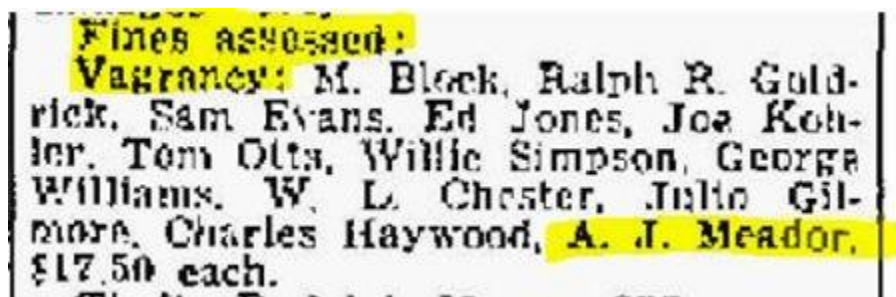 Fines assessed:
Vagrancy: M. Block, Ralph R. Gold-
rick, Sam Evans, Ed Jones, Joe Koh-
ler, Tom Otts, Willie Simpson, George
Williams, W. L. Chester, Julio Gil-
more, Charles Haywood, A. J. Meador,
$17.50 each.